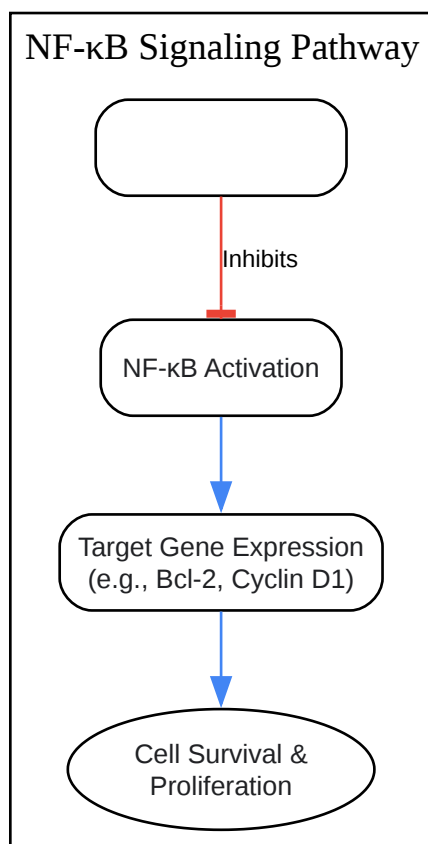 NF-κB Signaling Pathway
Inhibits
NF-κB Activation
Target Gene Expression
(e.g., Bcl-2, Cyclin D1)
Cell Survival &
Proliferation